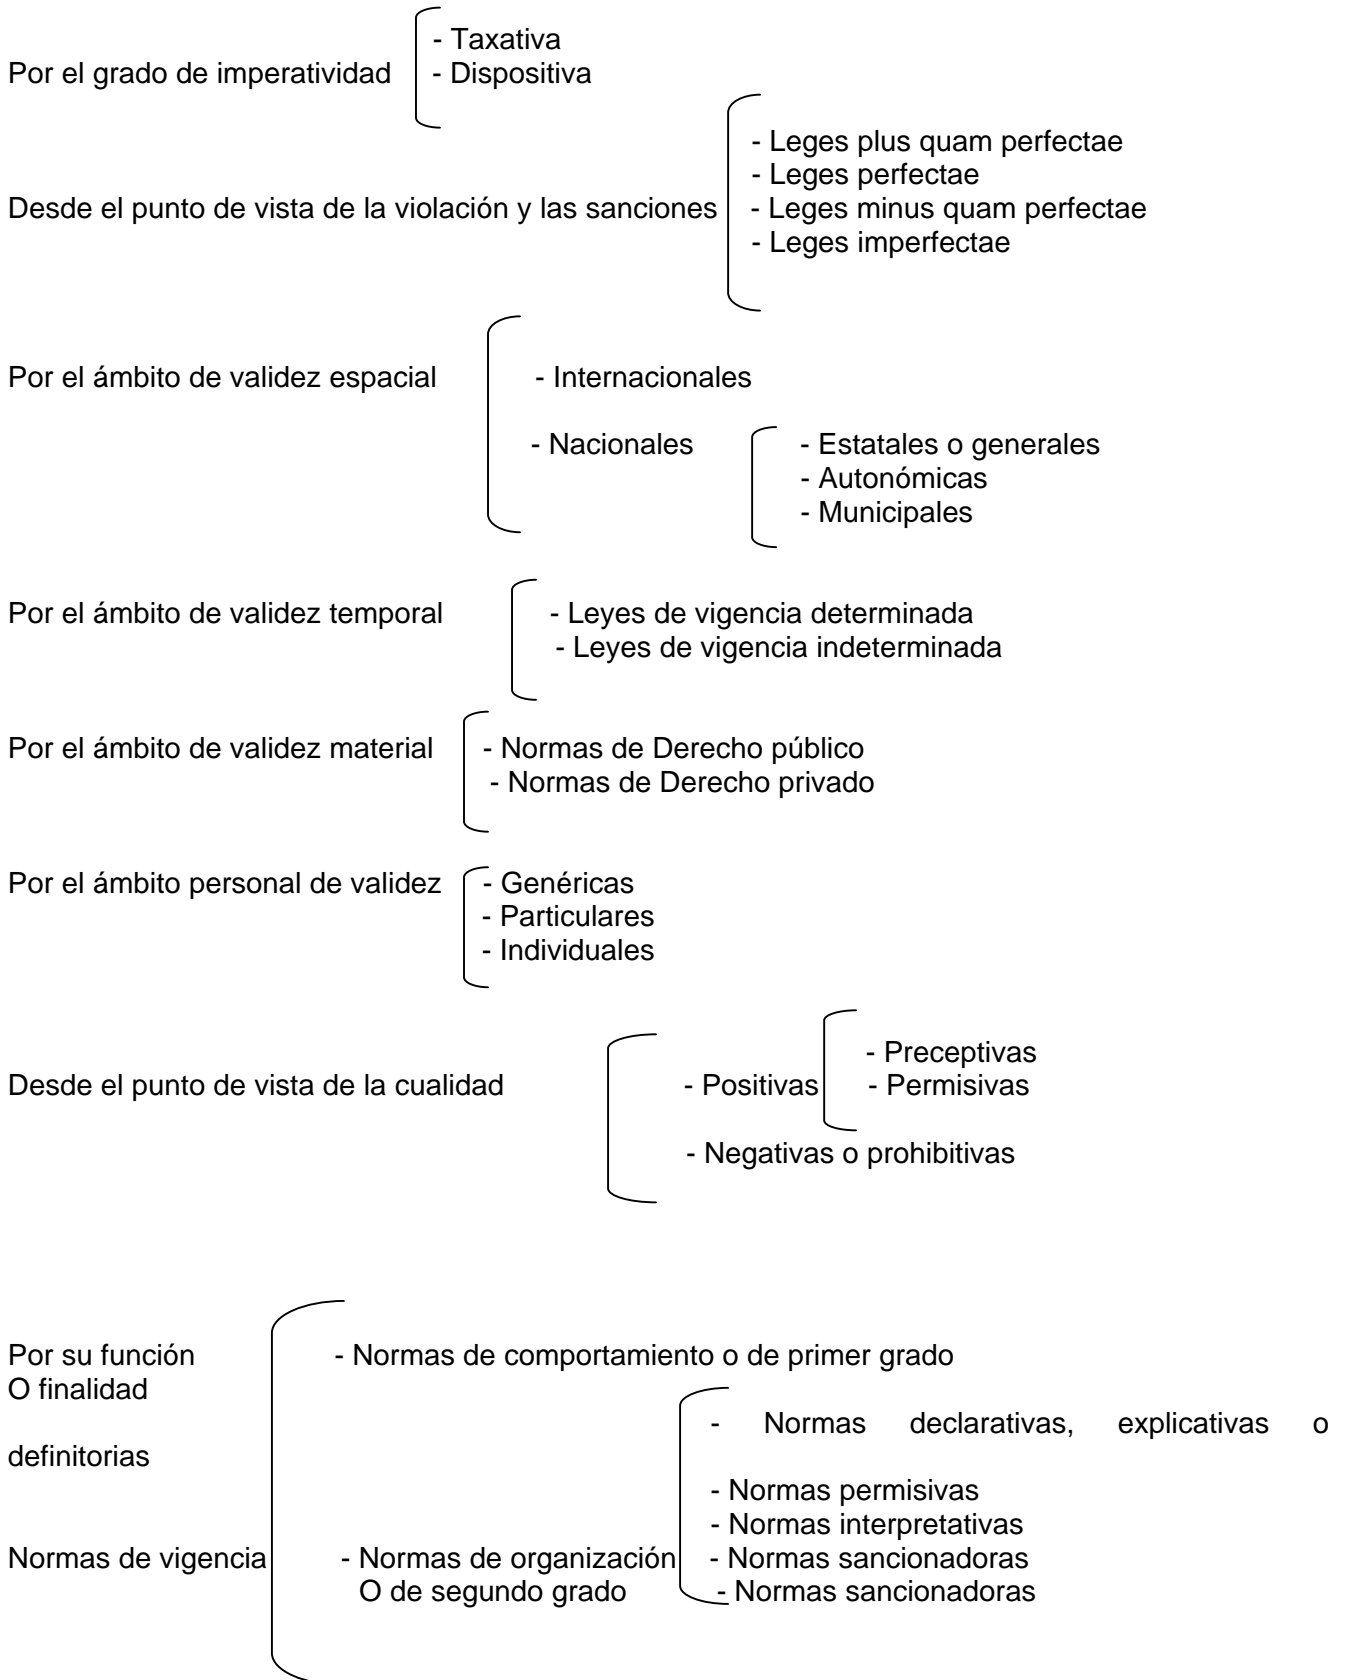 - Taxativa
Por el grado de imperatividad - Dispositiva
- Leges plus quam perfectae
- Leges perfectae
Desde el punto de vista de la violación y las sanciones - Leges minus quam perfectae
- Leges imperfectae
Por el ámbito de validez espacial - Internacionales
- Nacionales - Estatales o generales
- Autonómicas
- Municipales
Por el ámbito de validez temporal - Leyes de vigencia determinada
- Leyes de vigencia indeterminada
Por el ámbito de validez material - Normas de Derecho público
- Normas de Derecho privado
Por el ámbito personal de validez - Genéricas
- Particulares
- Individuales
- Preceptivas
Desde el punto de vista de la cualidad - Positivas - Permisivas
- Negativas o prohibitivas
Por su función - Normas de comportamiento o de primer grado
O finalidad
- Normas declarativas, explicativas o
definitorias
- Normas permisivas
- Normas interpretativas
Normas de vigencia - Normas de organización - Normas sancionadoras
O de segundo grado - Normas sancionadoras